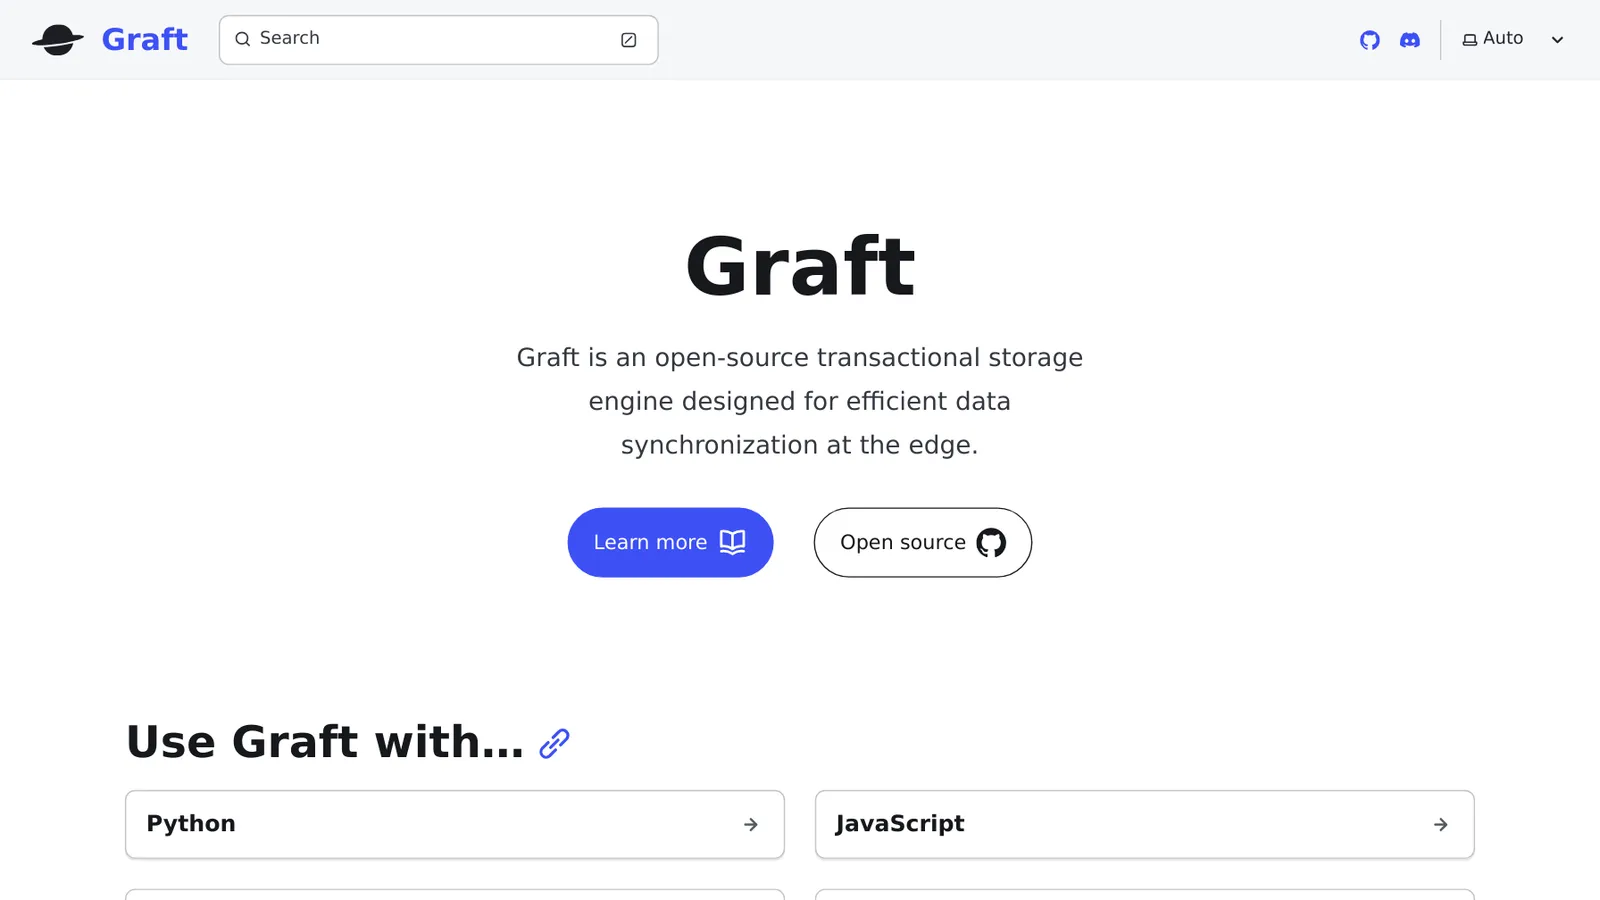 Graft
Search
Auto
Graft
Graft is an open-source transactional storage
engine designed for efficient data
synchronization at the edge.
Learn more
Open source
Use Graft with...
Python
JavaScript